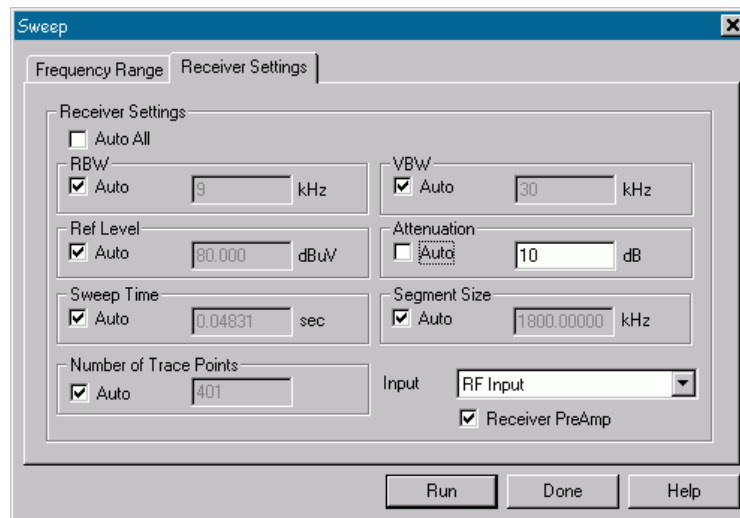 Sweep
Frequency Range
Receiver Settings
Receiver Settings
Auto All
RBW
Auto 9 kHz
VBW
Auto 30 kHz
Ref Level
Auto 80.000 dBuV
Attenuation
Auto 10 dB
Sweep Time
Auto 0.04831 sec
Segment Size
Auto 1800.00000 kHz
Number of Trace Points
Auto 401
Input RF Input
Receiver PreAmp
Run
Done
Help